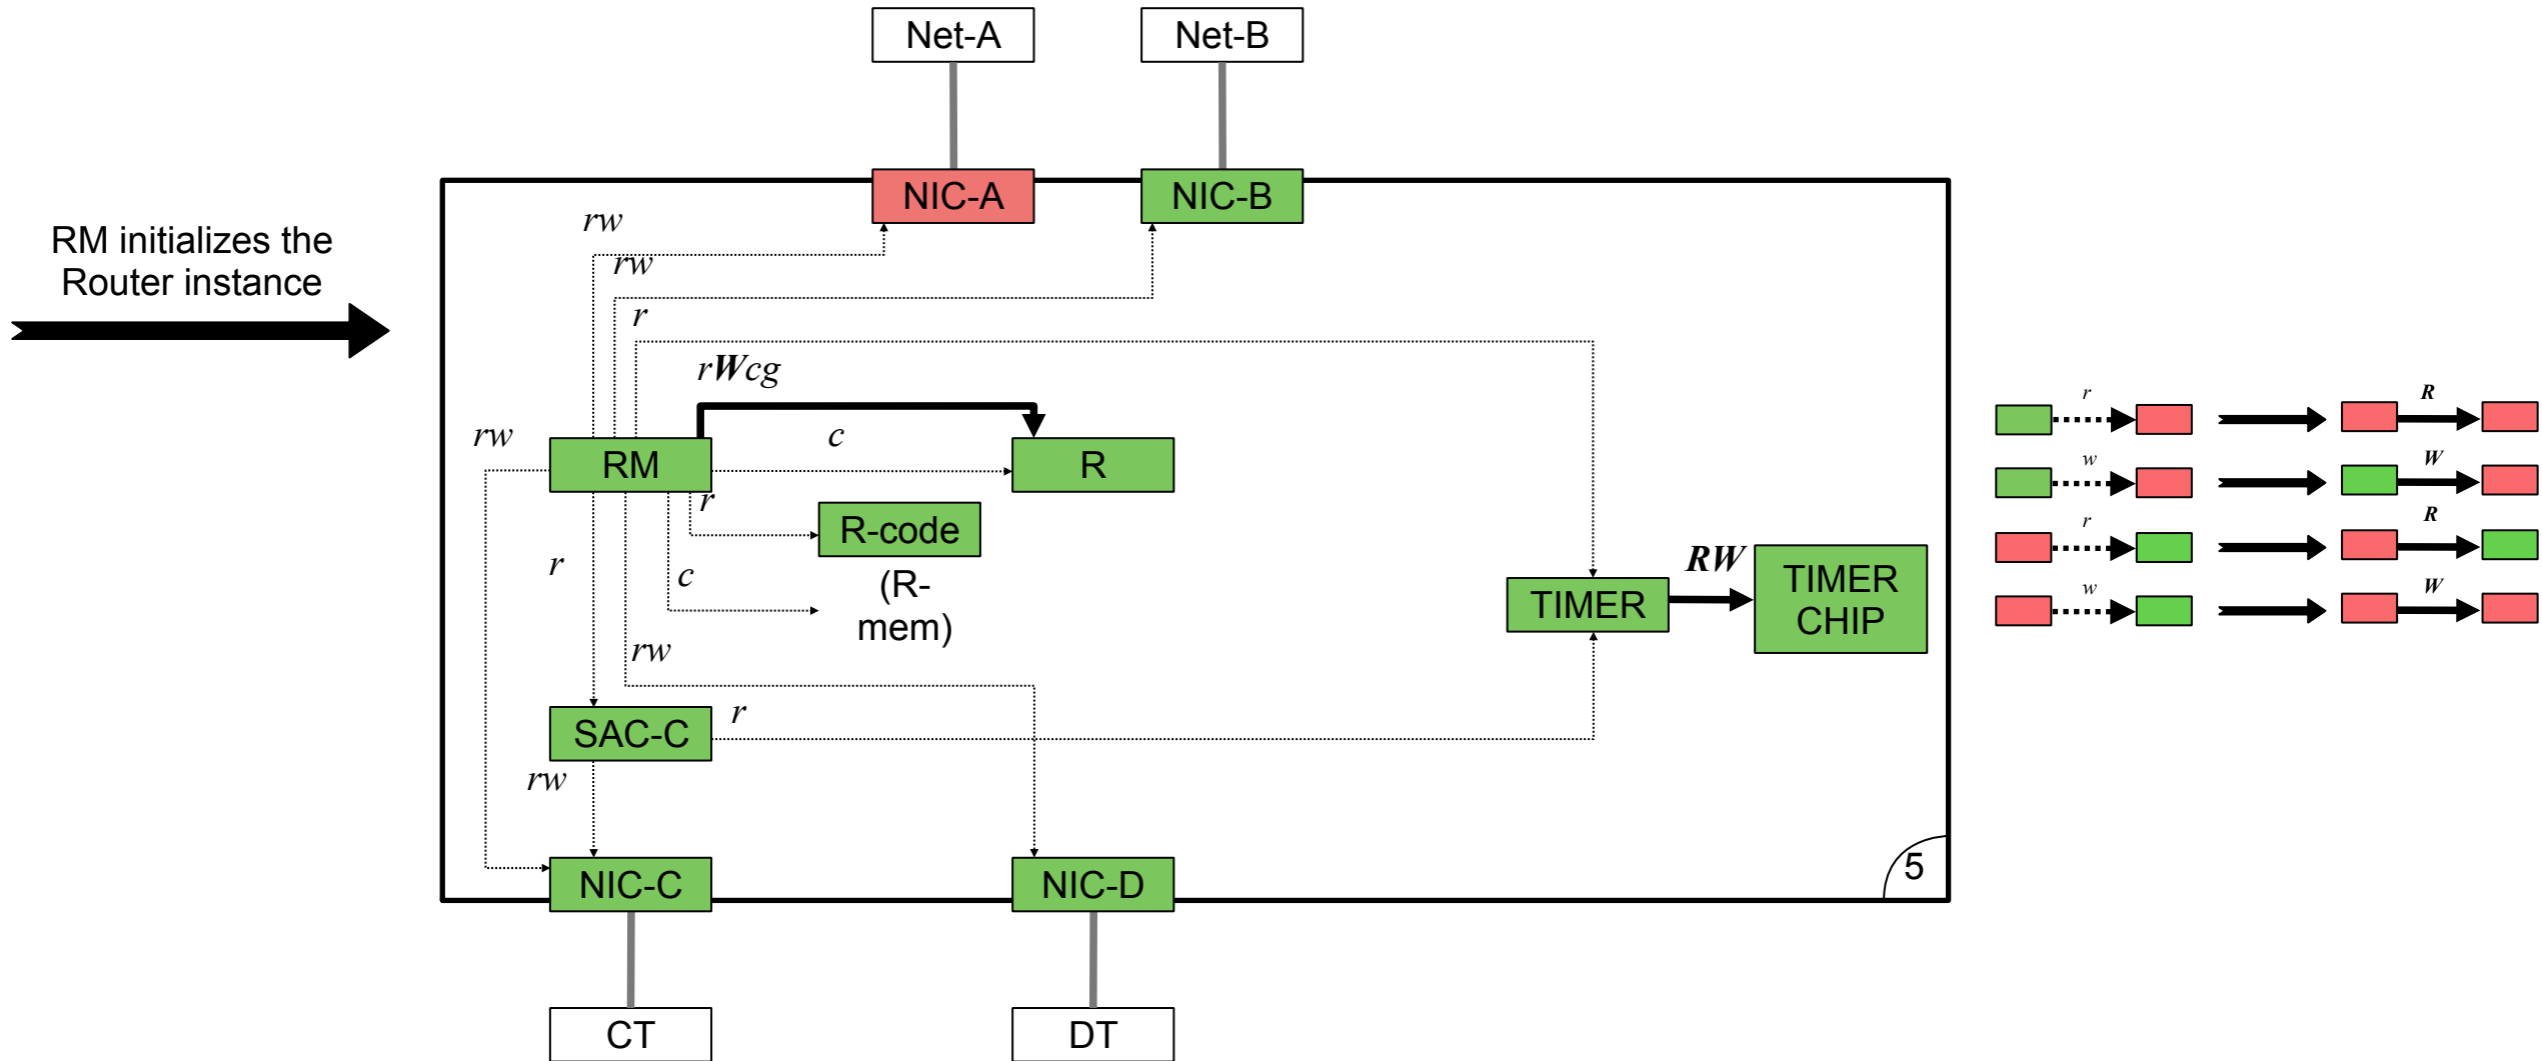 Net-A
Net-B
NIC-A
NIC-B
rw
RM initializes the
Router instance
rw
r
rWcg
rw
c
RM
R
r
R-code
r
c
(R-
mem)
RW
TIMER
TIMER
CHIP
rw
SAC-C
r
rw
NIC-C
NIC-D
5
CT
DT
r
R
w
W
r
R
w
W